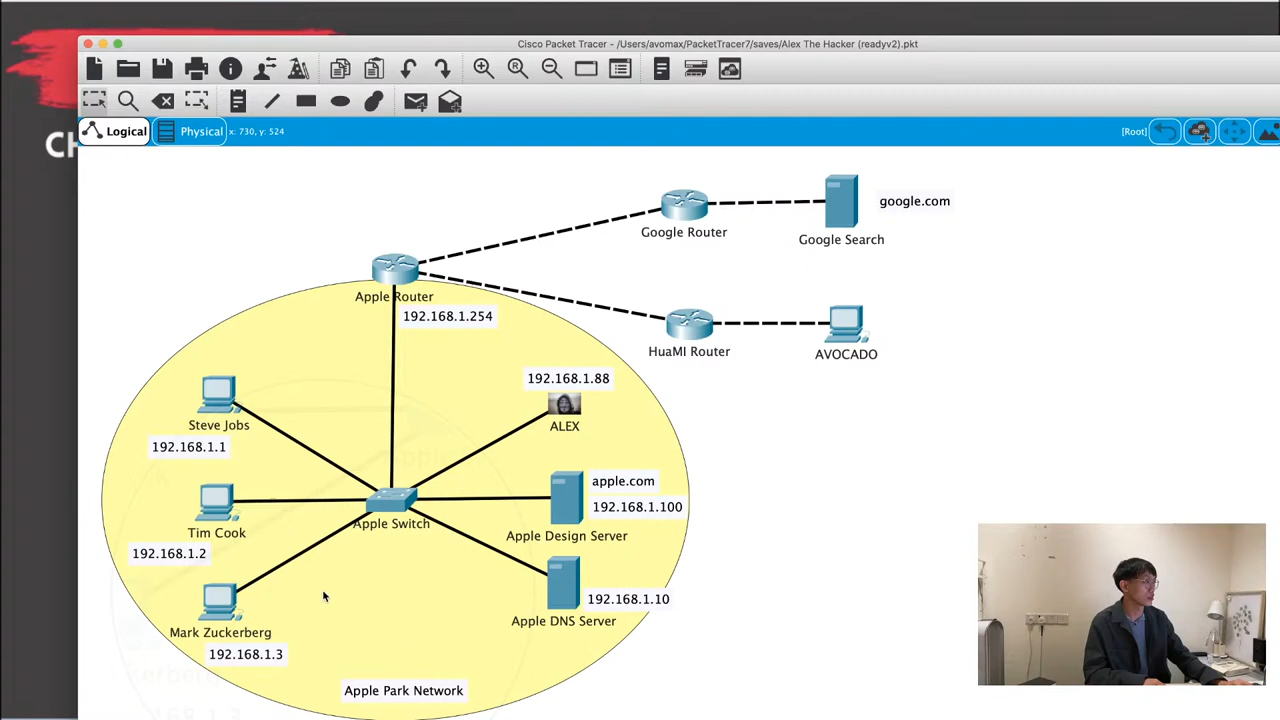 Cisco Packet Tracer - /Users/avomax/PacketTracer7/saves/Alex The Hacker (readyv2).pkt
CH
Logical
Physical
x: 730, y: 524
[Root]
google.com
Google Router
Google Search
Apple Router
192.168.1.254
HuaMI Router
AVOCADO
192.168.1.88
ALEX
Steve Jobs
192.168.1.1
apple.com
192.168.1.100
Apple Switch
Apple Design Server
Tim Cook
192.168.1.2
192.168.1.10
Apple DNS Server
Mark Zuckerberg
192.168.1.3
Apple Park Network